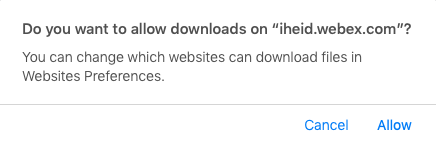 Do you want to allow downloads on “iheid.webex.com”?
You can change which websites can download files in
Websites Preferences.
Cancel
Allow